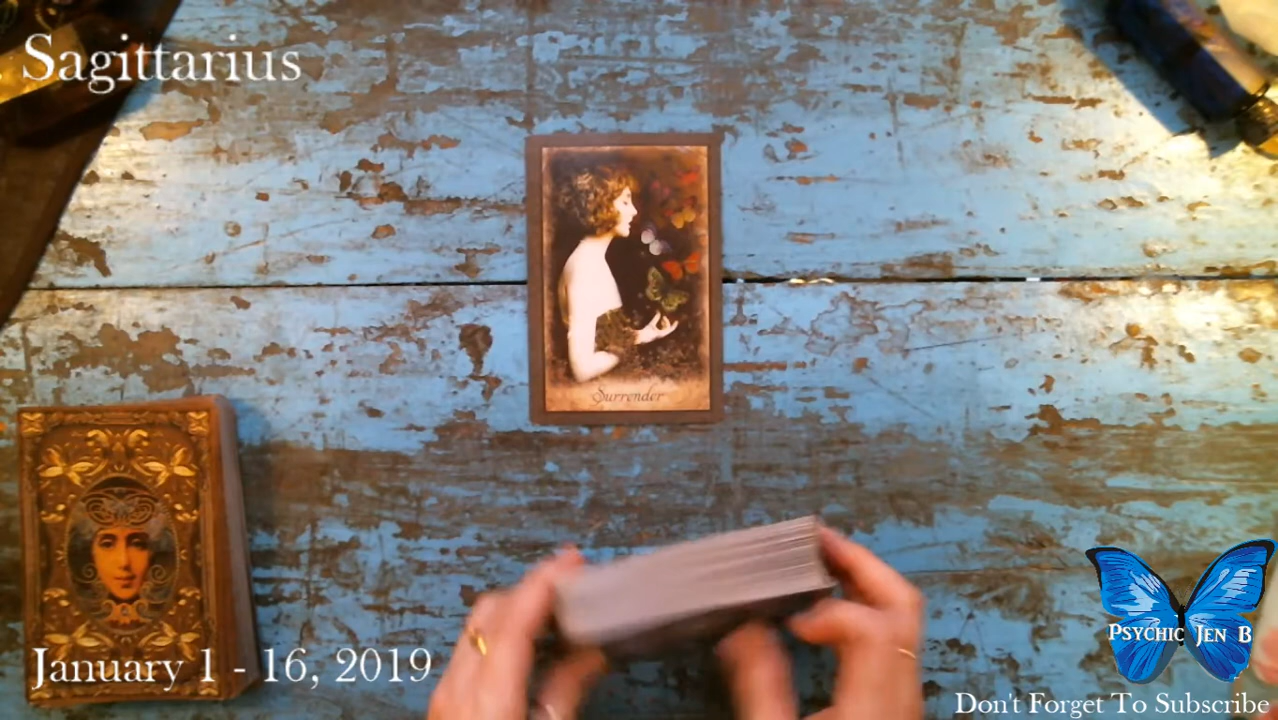 . Sagittarius
Surrender
January 1 - 16, 2019
Psychic Jen B
Don't Forget To Subscribe